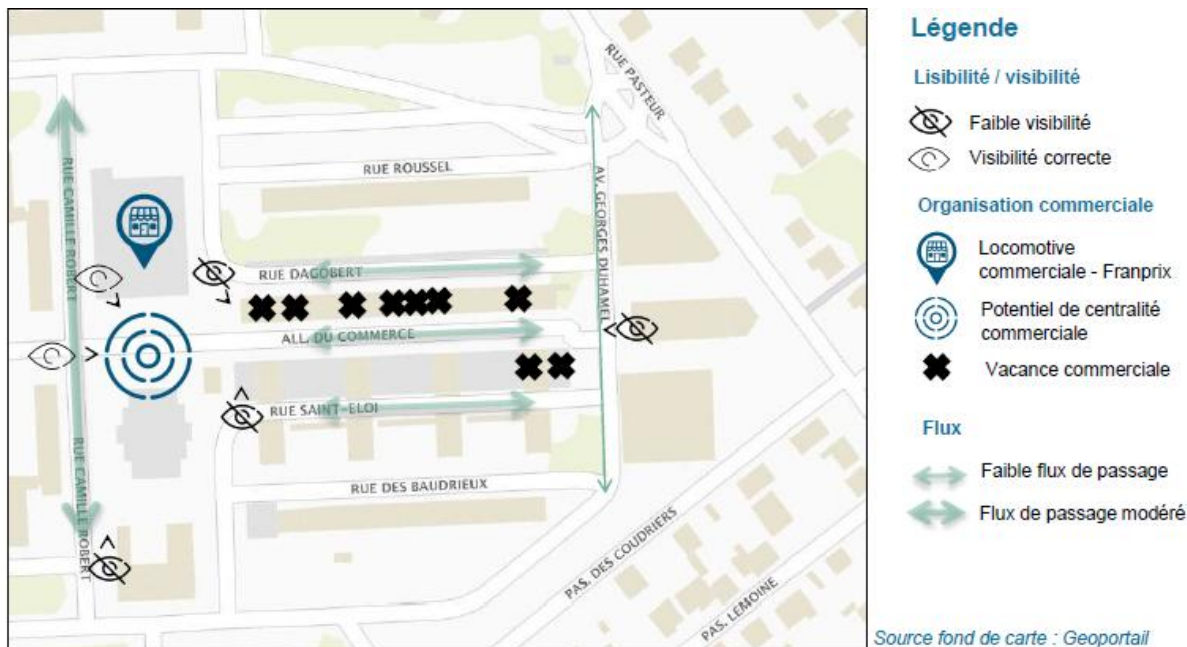 RUE PASTEUR
RUE CAMILLE ROBERT
RUE ROUSSEL
AV. GEORGES DUHAMEL
RUE DAGOBERT
ALL. DU COMMERCE
RUE SAINT-ELOI
RUE CAMILLE ROBERT
RUE DES BAUDRIEUX
PAS. DES COUDRIERS
PAS. LEMOINE
Légende
Lisibilité / visibilité
Faible visibilité
Visibilité correcte
Organisation commerciale
Locomotive
commerciale - Franprix
Potentiel de centralité
commerciale
Vacance commerciale
Flux
Faible flux de passage
Flux de passage modéré
Source fond de carte : Geoportail